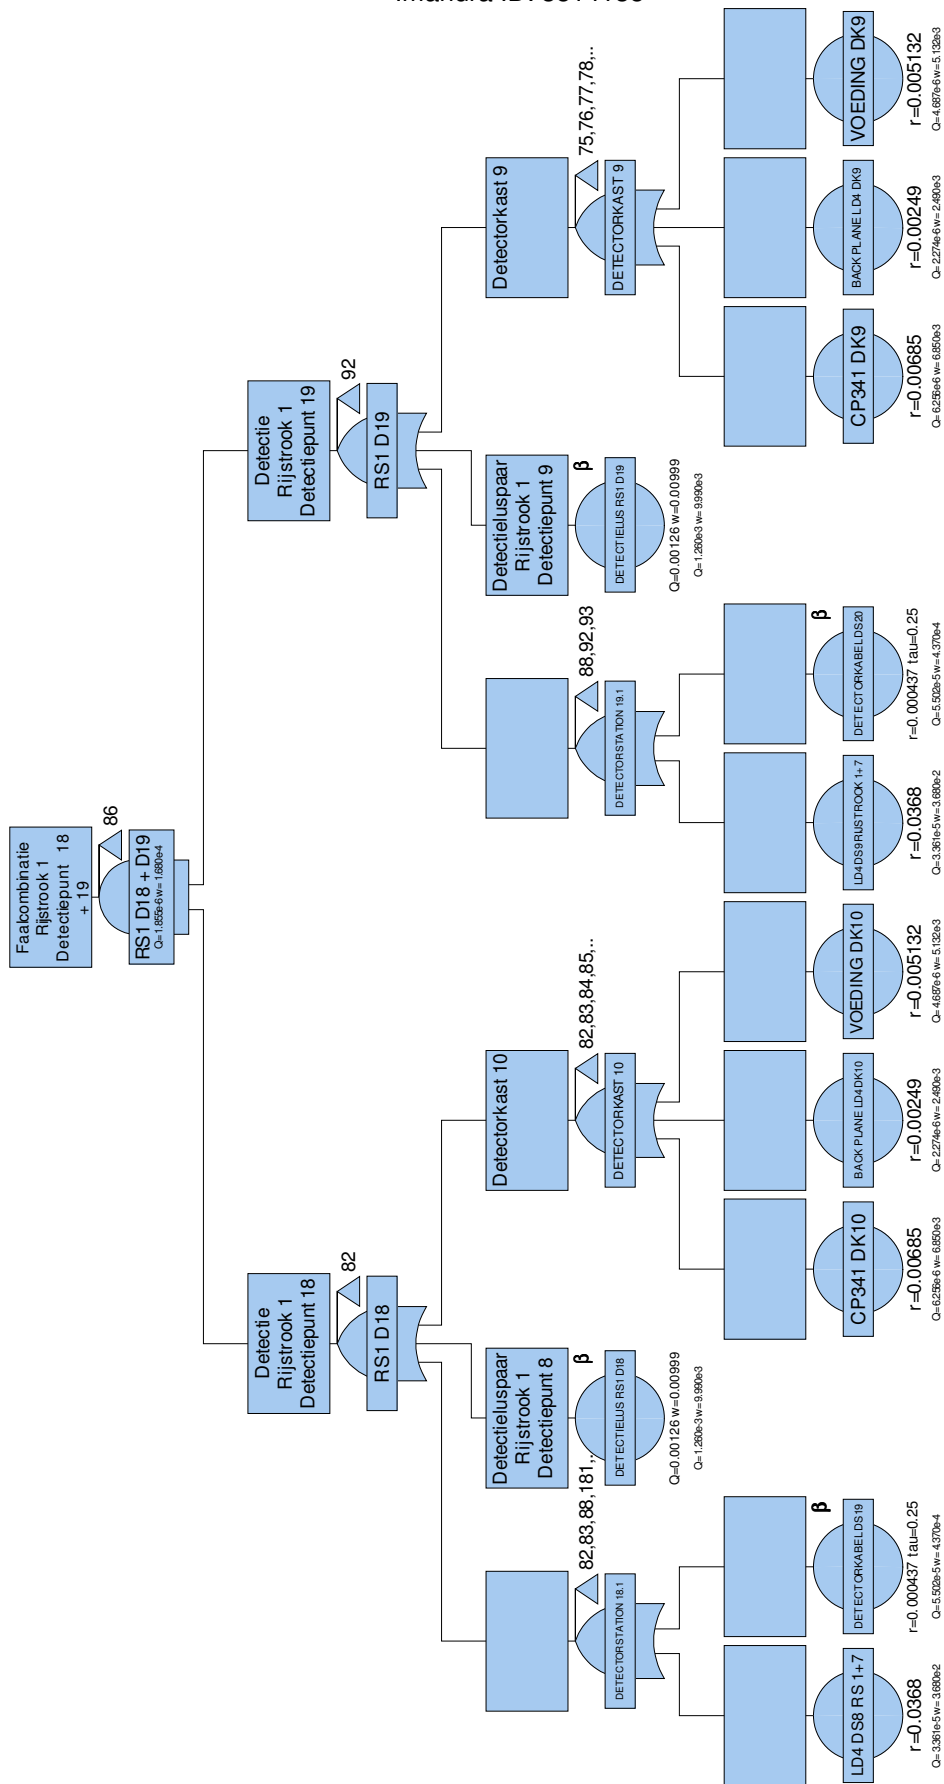 Faalcombinatie
Rijstrook 1
Detectiepunt 18
+ 19
86
RS1 D18 + D19
Q=1.855e-6 w=1.680e-4
Detectie
Rijstrook 1
Detectiepunt 18
82
RS1 D18
Detectie
Rijstrook 1
Detectiepunt 19
92
RS1 D19
82,83,88,181,..
DETECTORSTATION 18.1
Detectieluspaar
Rijstrook 1
Detectiepunt 8
β
DETECTIELUS RS1 D18
Q=0.00126 w=0.00999
Q=1.260e-3 w=9.990e-3
Detectorkast 10
82,83,84,85,..
DETECTORKAST 10
88,92,93
DETECTORSTATION 19.1
Detectieluspaar
Rijstrook 1
Detectiepunt 9
β
DETECTIELUS RS1 D19
Q=0.00126 w=0.00999
Q=1.260e-3 w=9.990e-3
Detectorkast 9
75,76,77,78,..
DETECTORKAST 9
LD4 DS8 RS 1+7
r=0.0368
Q=3.361e-5 w=3.680e-2
β
DETECTORKABEL DS19
r=0.000437 tau=0.25
Q=5.502e-5 w=4.370e-4
CP341 DK10
r=0.00685
Q=6.256e-6 w=6.850e-3
BACK PLANE LD4 DK10
r=0.00249
Q=2.274e-6 w=2.490e-3
VOEDING DK10
r=0.005132
Q=4.687e-6 w=5.132e-3
LD4 DS9 RIJSTROOK 1+7
r=0.0368
Q=3.361e-5 w=3.680e-2
β
DETECTORKABEL DS20
r=0.000437 tau=0.25
Q=5.502e-5 w=4.370e-4
CP341 DK9
r=0.00685
Q=6.256e-6 w=6.850e-3
BACK PLANE LD4 DK9
r=0.00249
Q=2.274e-6 w=2.490e-3
VOEDING DK9
r=0.005132
Q=4.687e-6 w=5.132e-3